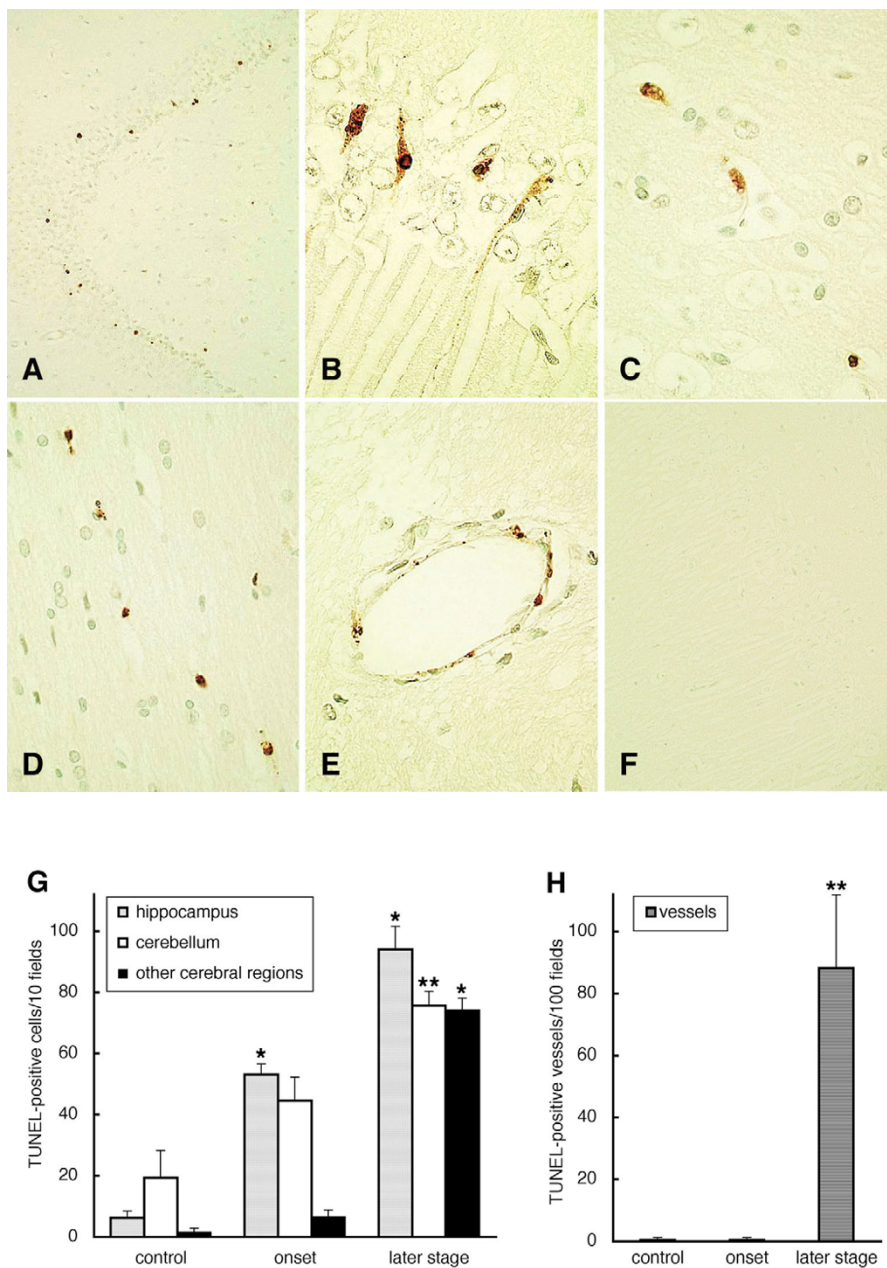 A
B
C
D
E
F
G
hippocampus
cerebellum
other cerebral regions
TUNEL-positive cells/10 fields
100
80
60
40
20
0
*
*
**
*
control
onset
later stage
H
vessels
TUNEL-positive vessels/100 fields
100
80
60
40
20
0
**
control
onset
later stage